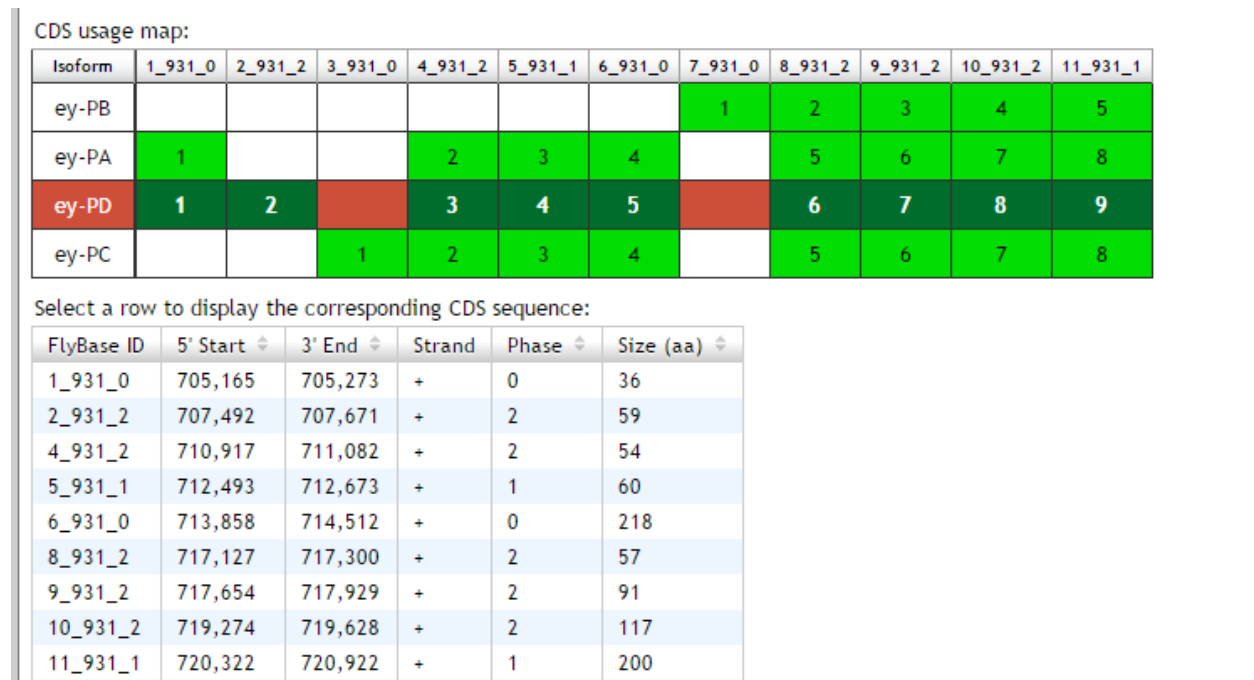 CDS usage map:
Isoform 1_931_0 2_931_2 3_931_0 4_931_2 5_931_1 6_931_0 7_931_0 8_931_2 9_931_2 10_931_2 11_931_1
ey-PB 1 2 3 4 5
ey-PA 1 2 3 4 5 6 7 8
ey-PD 1 2 3 4 5 6 7 8 9
ey-PC 1 2 3 4 5 6 7 8
Select a row to display the corresponding CDS sequence:
FlyBase ID 5' Start 3' End Strand Phase Size (aa)
1_931_0 705,165 705,273 + 0 36
2_931_2 707,492 707,671 + 2 59
4_931_2 710,917 711,082 + 2 54
5_931_1 712,493 712,673 + 1 60
6_931_0 713,858 714,512 + 0 218
8_931_2 717,127 717,300 + 2 57
9_931_2 717,654 717,929 + 2 91
10_931_2 719,274 719,628 + 2 117
11_931_1 720,322 720,922 + 1 200